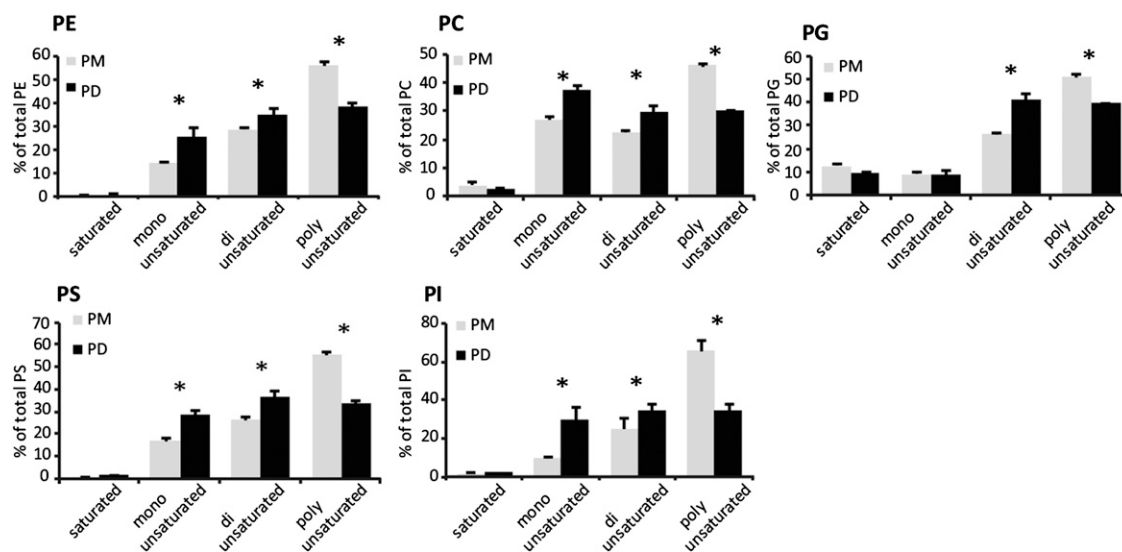 PE
PM
PD
% of total PE
60
50
40
30
20
10
0
*
*
*
saturated
mono
unsaturated
di
unsaturated
poly
unsaturated
PC
PM
PD
% of total PC
50
40
30
20
10
0
*
*
*
saturated
mono
unsaturated
di
unsaturated
poly
unsaturated
PG
PM
PD
% of total PG
60
50
40
30
20
10
0
*
*
saturated
mono
unsaturated
di
unsaturated
poly
unsaturated
PS
PM
PD
% of total PS
70
60
50
40
30
20
10
0
*
*
*
saturated
mono
unsaturated
di
unsaturated
poly
unsaturated
PI
PM
PD
% of total PI
80
60
40
20
0
*
*
*
saturated
mono
unsaturated
di
unsaturated
poly
unsaturated